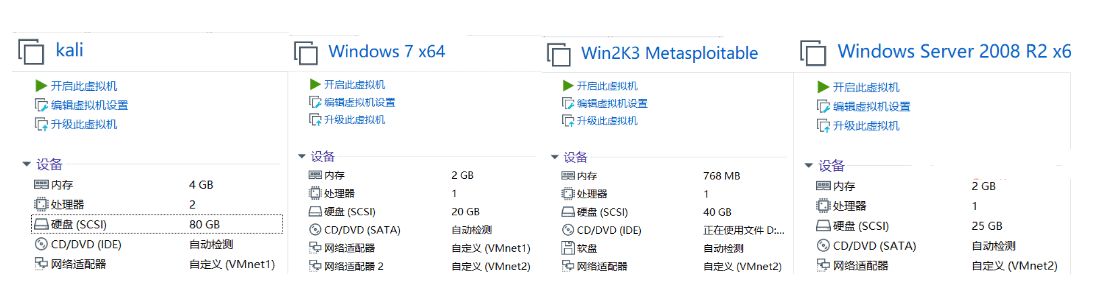 kali
开启此虚拟机
编辑虚拟机设置
升级此虚拟机
设备
内存 4 GB
处理器 2
硬盘 (SCSI) 80 GB
CD/DVD (IDE) 自动检测
网络适配器 自定义 (VMnet1)
Windows 7 x64
开启此虚拟机
编辑虚拟机设置
升级此虚拟机
设备
内存 2 GB
处理器 1
硬盘 (SCSI) 20 GB
CD/DVD (SATA) 自动检测
网络适配器 自定义 (VMnet1)
网络适配器 2 自定义 (VMnet2)
Win2K3 Metasploitable
开启此虚拟机
编辑虚拟机设置
升级此虚拟机
设备
内存 768 MB
处理器 1
硬盘 (SCSI) 40 GB
CD/DVD (IDE) 正在使用文件 D:...
软盘 自动检测
网络适配器 自定义 (VMnet2)
Windows Server 2008 R2 x6
开启此虚拟机
编辑虚拟机设置
升级此虚拟机
设备
内存 2 GB
处理器 1
硬盘 (SCSI) 25 GB
CD/DVD (SATA) 自动检测
网络适配器 自定义 (VMnet2)